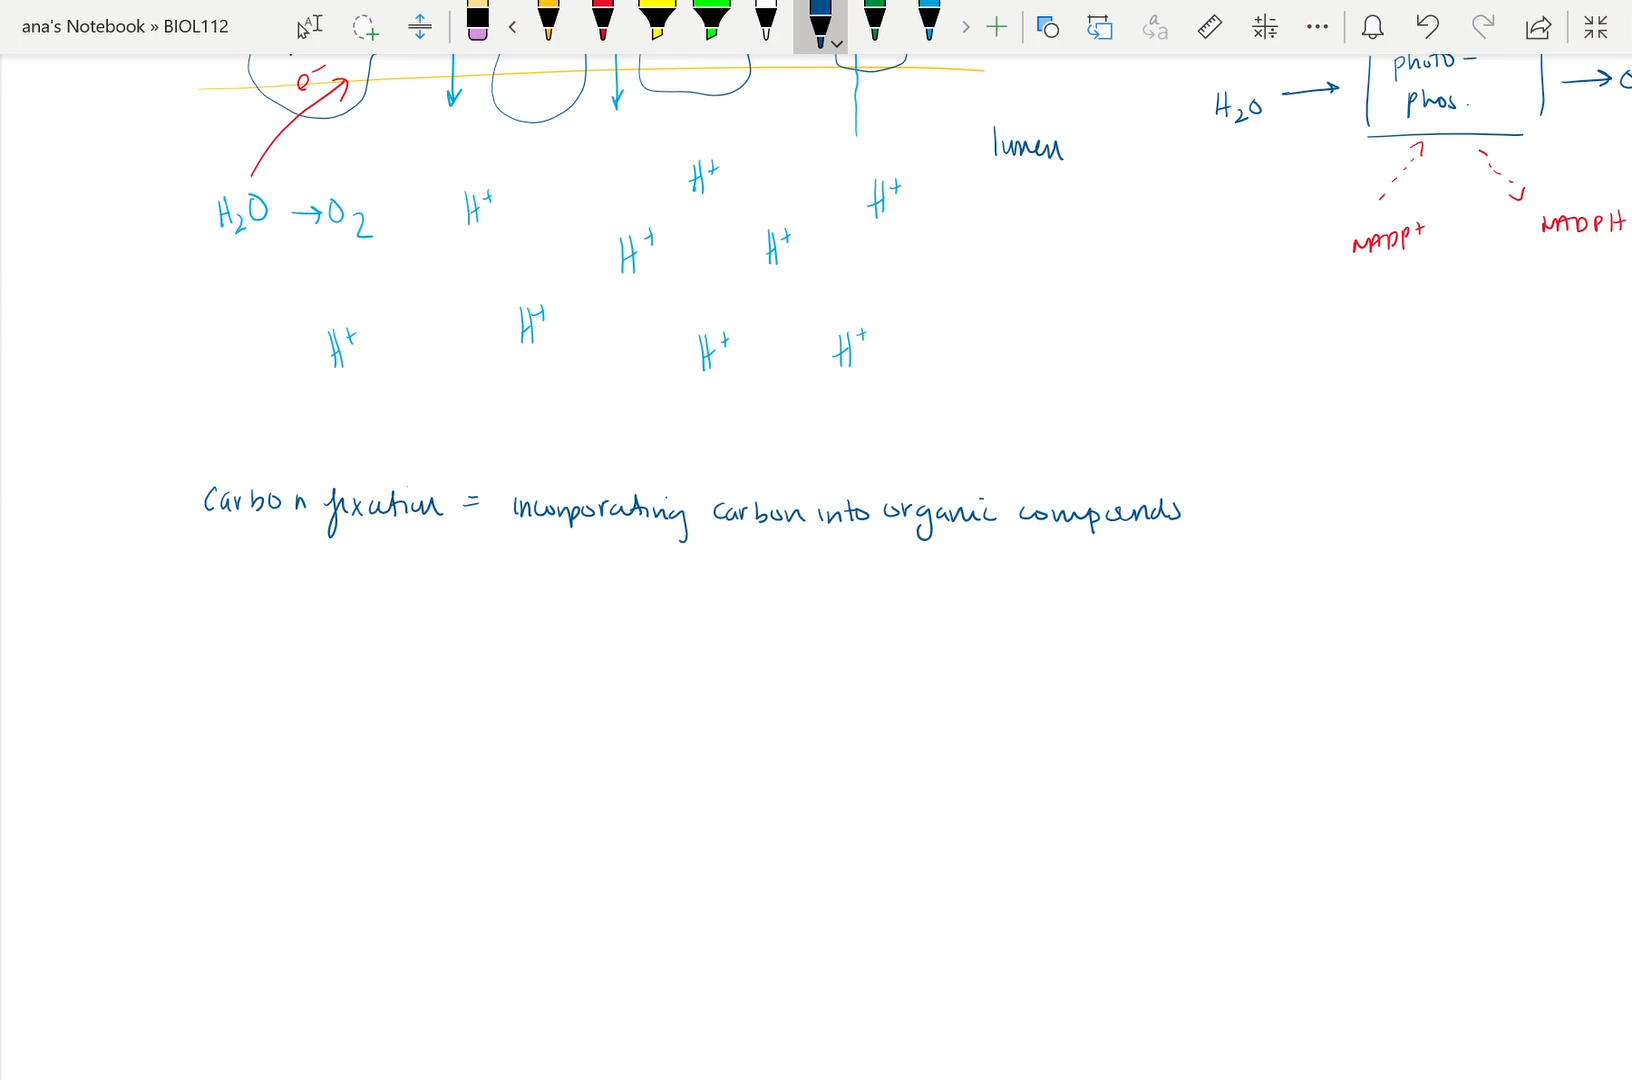 ana's Notebook » BIOL112
e⁻
photo-
phos.
H₂O →
→
lumen
H₂O → O₂
H⁺
H⁺
H⁺
H⁺
H⁺
NADP⁺
NADPH
H⁺
H⁺
H⁺
H⁺
Carbon fixation = incorporating carbon into organic compounds